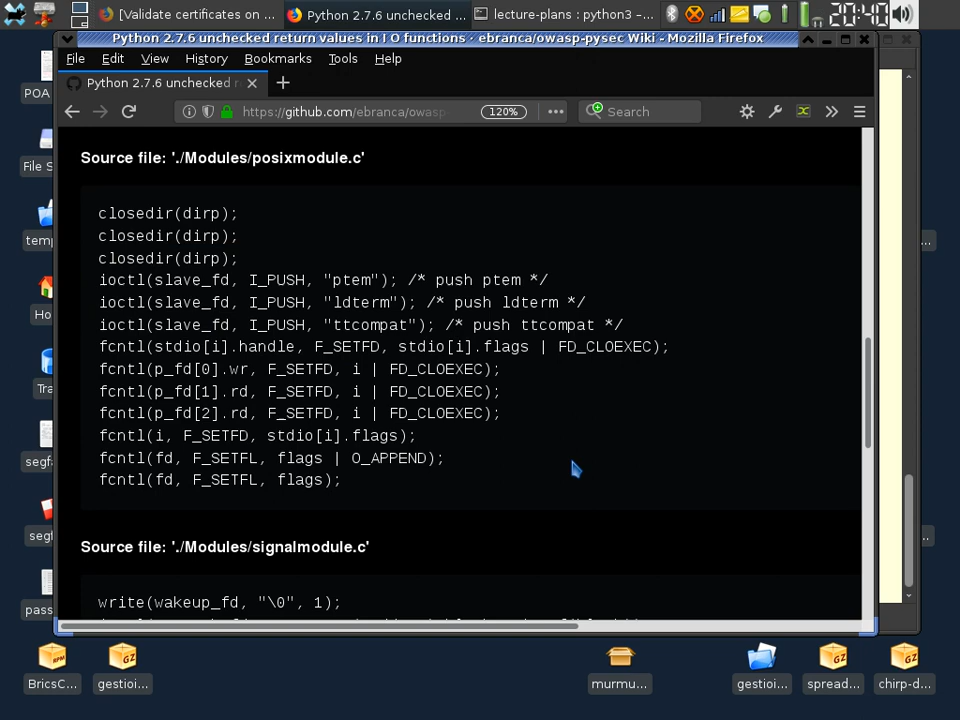 [Validate certificates on ...
Python 2.7.6 unchecked ...
lecture-plans : python3 –...
20:40
Python 2.7.6 unchecked return values in I O functions · ebranca/owasp-pysec Wiki - Mozilla Firefox
File Edit View History Bookmarks Tools Help
Python 2.7.6 unchecked r
https://github.com/ebranca/owasp-
120%
Search
Source file: './Modules/posixmodule.c'
closedir(dirp);
closedir(dirp);
closedir(dirp);
ioctl(slave_fd, I_PUSH, "ptem"); /* push ptem */
ioctl(slave_fd, I_PUSH, "ldterm"); /* push ldterm */
ioctl(slave_fd, I_PUSH, "ttcompat"); /* push ttcompat */
fcntl(stdio[i].handle, F_SETFD, stdio[i].flags | FD_CLOEXEC);
fcntl(p_fd[0].wr, F_SETFD, i | FD_CLOEXEC);
fcntl(p_fd[1].rd, F_SETFD, i | FD_CLOEXEC);
fcntl(p_fd[2].rd, F_SETFD, i | FD_CLOEXEC);
fcntl(i, F_SETFD, stdio[i].flags);
fcntl(fd, F_SETFL, flags | O_APPEND);
fcntl(fd, F_SETFL, flags);
Source file: './Modules/signalmodule.c'
write(wakeup_fd, "\0", 1);
POA
File S
temp
Ho
Tra
segfa
segf
pass
BricsC...
gestioi...
murmu...
gestioi...
spread...
chirp-d...